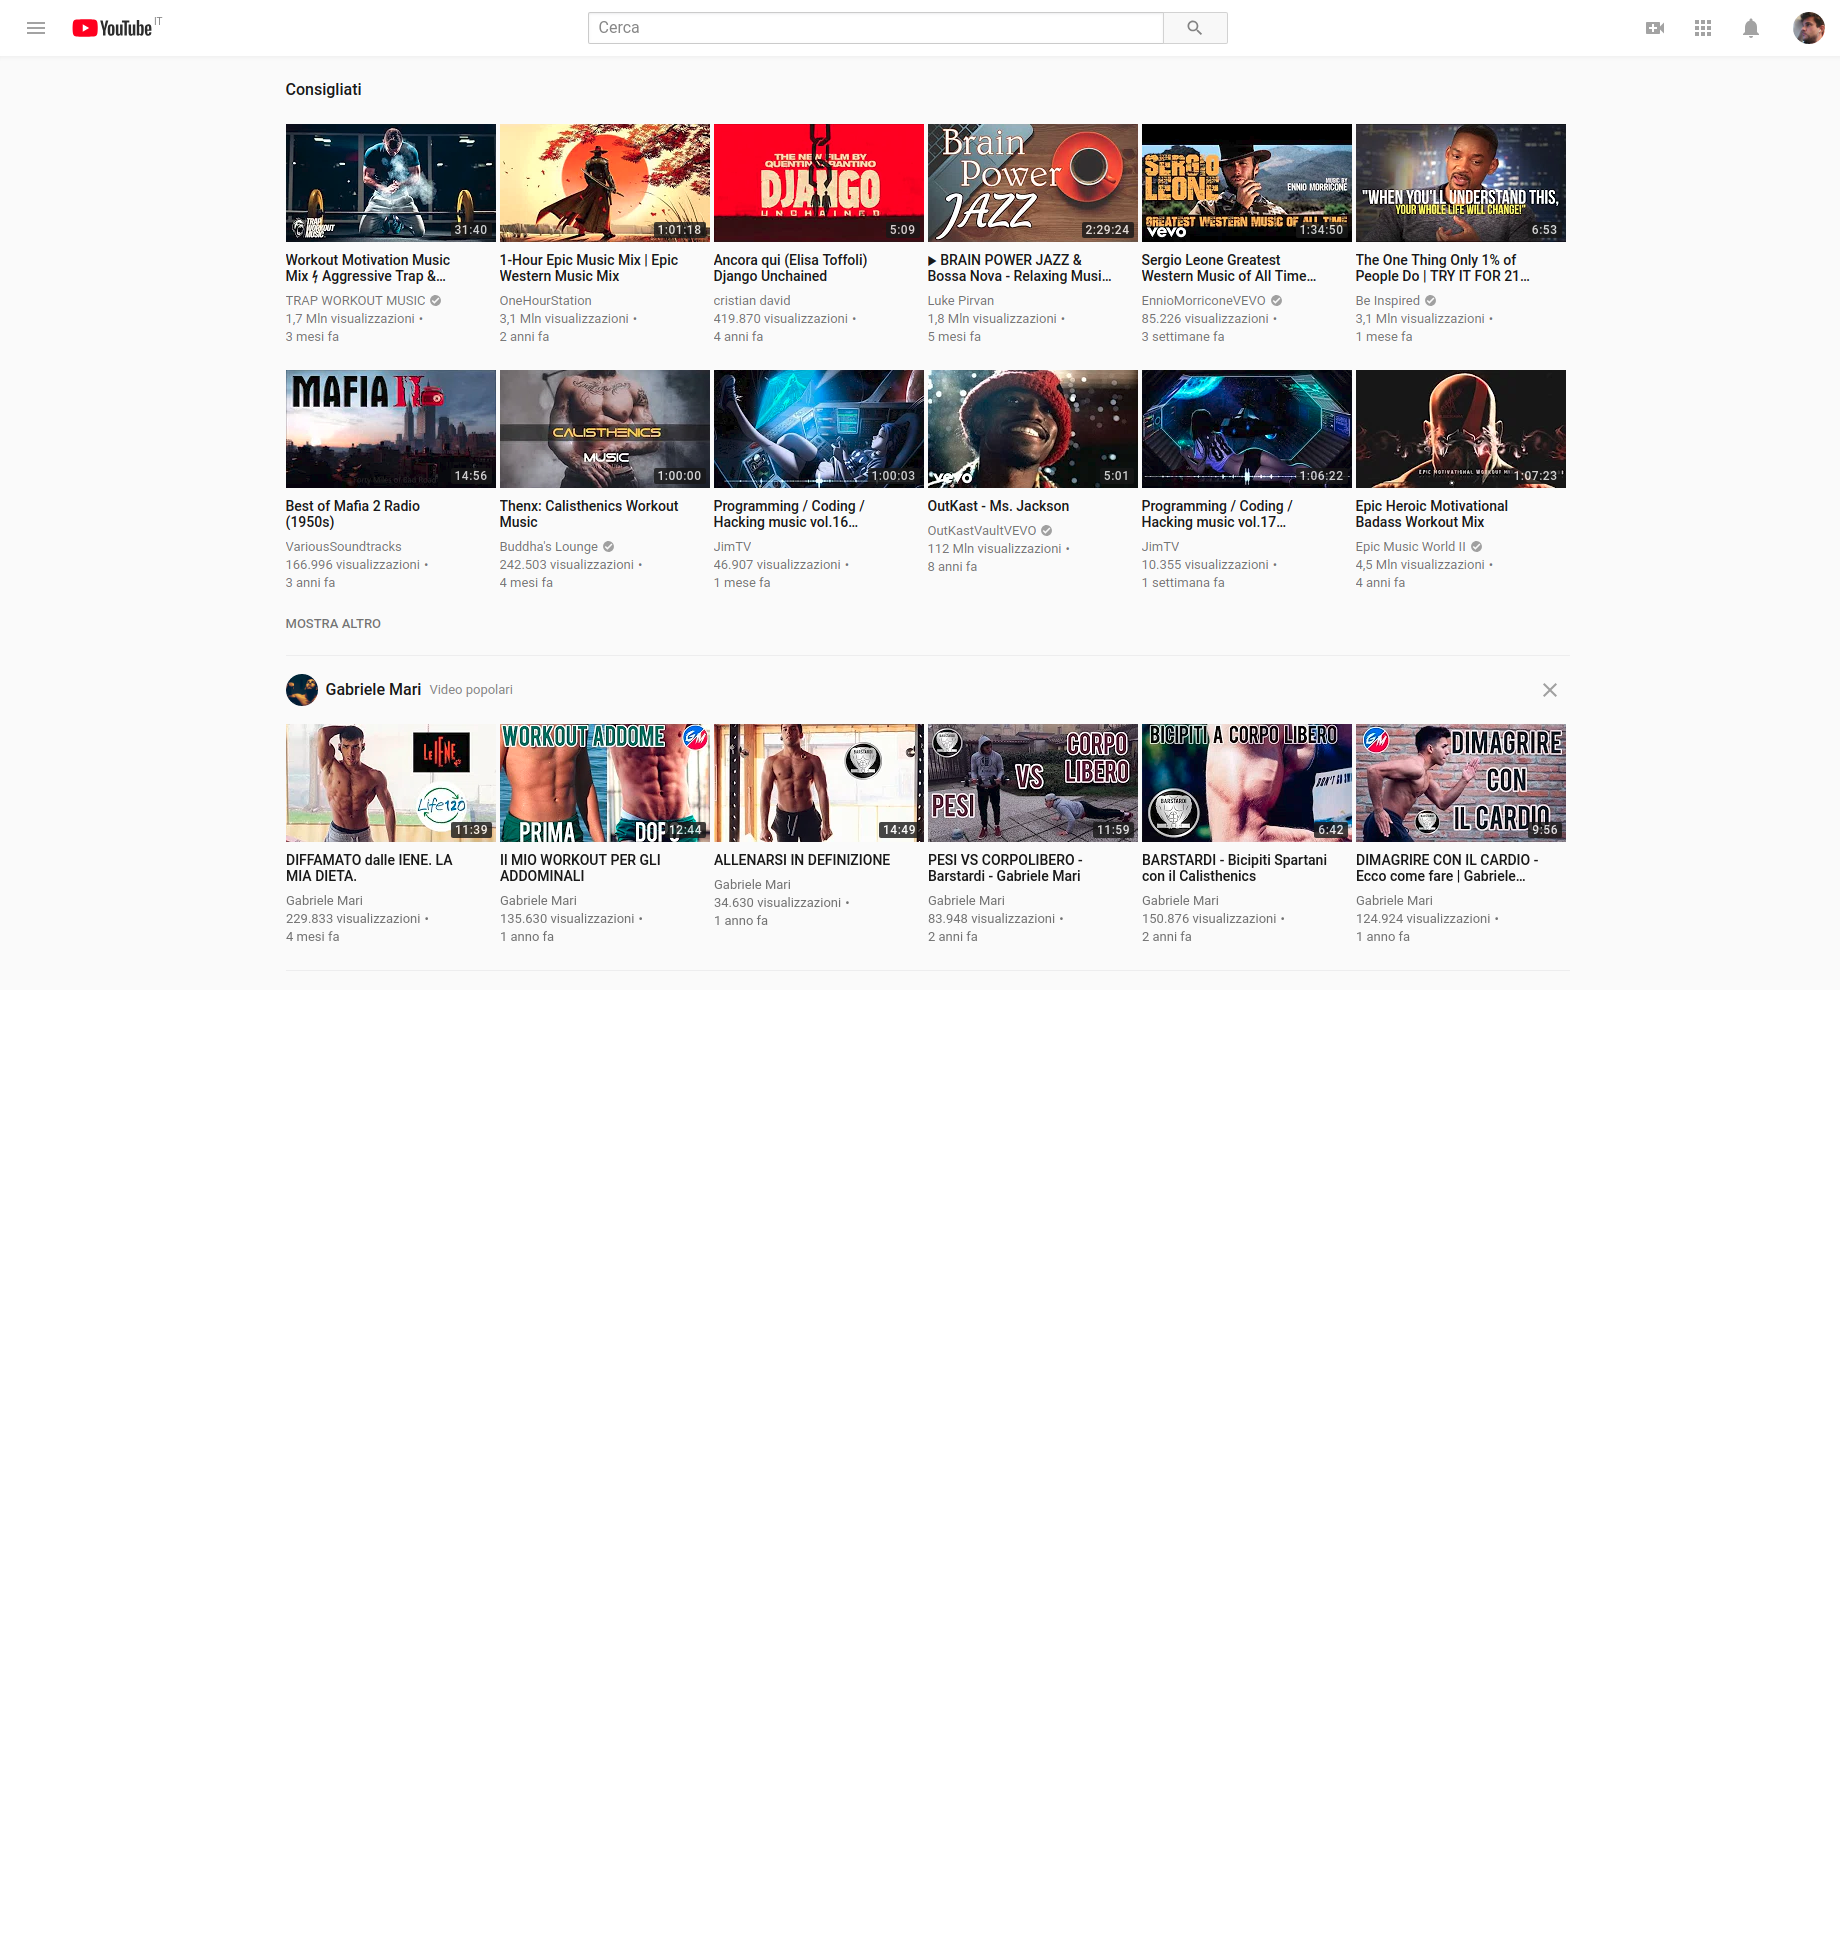 YouTube IT
Cerca
Consigliati
TRAP
WORKOUT
MUSIC
31:40
1:01:18
THE NEW FILM BY
QUENTIN TARANTINO
DJANGO
UNCHAINED
5:09
Brain
Power
JAZZ
2:29:24
SERGIO
LEONE
MUSIC BY
ENNIO MORRICONE
GREATEST WESTERN MUSIC OF ALL TIME
vevo
1:34:50
"WHEN YOU'LL UNDERSTAND THIS,
YOUR WHOLE LIFE WILL CHANGE!"
6:53
Workout Motivation Music
Mix ⚡ Aggressive Trap &...
TRAP WORKOUT MUSIC
1,7 Mln visualizzazioni •
3 mesi fa
1-Hour Epic Music Mix | Epic
Western Music Mix
OneHourStation
3,1 Mln visualizzazioni •
2 anni fa
Ancora qui (Elisa Toffoli)
Django Unchained
cristian david
419.870 visualizzazioni •
4 anni fa
▶ BRAIN POWER JAZZ &
Bossa Nova - Relaxing Musi...
Luke Pirvan
1,8 Mln visualizzazioni •
5 mesi fa
Sergio Leone Greatest
Western Music of All Time...
EnnioMorriconeVEVO
85.226 visualizzazioni •
3 settimane fa
The One Thing Only 1% of
People Do | TRY IT FOR 21...
Be Inspired
3,1 Mln visualizzazioni •
1 mese fa
MAFIA II
14:56
CALISTHENICS
MUSIC
1:00:00
1:00:03
vevo
5:01
1:06:22
EPIC MOTIVATIONAL WORKOUT MI
1:07:23
Best of Mafia 2 Radio
(1950s)
VariousSoundtracks
166.996 visualizzazioni •
3 anni fa
Thenx: Calisthenics Workout
Music
Buddha's Lounge
242.503 visualizzazioni •
4 mesi fa
Programming / Coding /
Hacking music vol.16...
JimTV
46.907 visualizzazioni •
1 mese fa
OutKast - Ms. Jackson
OutKastVaultVEVO
112 Mln visualizzazioni •
8 anni fa
Programming / Coding /
Hacking music vol.17...
JimTV
10.355 visualizzazioni •
1 settimana fa
Epic Heroic Motivational
Badass Workout Mix
Epic Music World II
4,5 Mln visualizzazioni •
4 anni fa
MOSTRA ALTRO
Gabriele Mari Video popolari
LE IENE
Life120
11:39
WORKOUT ADDOME
GM
PRIMA
DOPO
12:44
BARSTARDI
14:49
CORPO
LIBERO
VS
PESI
11:59
BICIPITI A CORPO LIBERO
BARSTARDI
6:42
GM
DIMAGRIRE
CON
IL CARDIO
9:56
DIFFAMATO dalle IENE. LA
MIA DIETA.
Gabriele Mari
229.833 visualizzazioni •
4 mesi fa
Il MIO WORKOUT PER GLI
ADDOMINALI
Gabriele Mari
135.630 visualizzazioni •
1 anno fa
ALLENARSI IN DEFINIZIONE
Gabriele Mari
34.630 visualizzazioni •
1 anno fa
PESI VS CORPOLIBERO -
Barstardi - Gabriele Mari
Gabriele Mari
83.948 visualizzazioni •
2 anni fa
BARSTARDI - Bicipiti Spartani
con il Calisthenics
Gabriele Mari
150.876 visualizzazioni •
2 anni fa
DIMAGRIRE CON IL CARDIO -
Ecco come fare | Gabriele...
Gabriele Mari
124.924 visualizzazioni •
1 anno fa